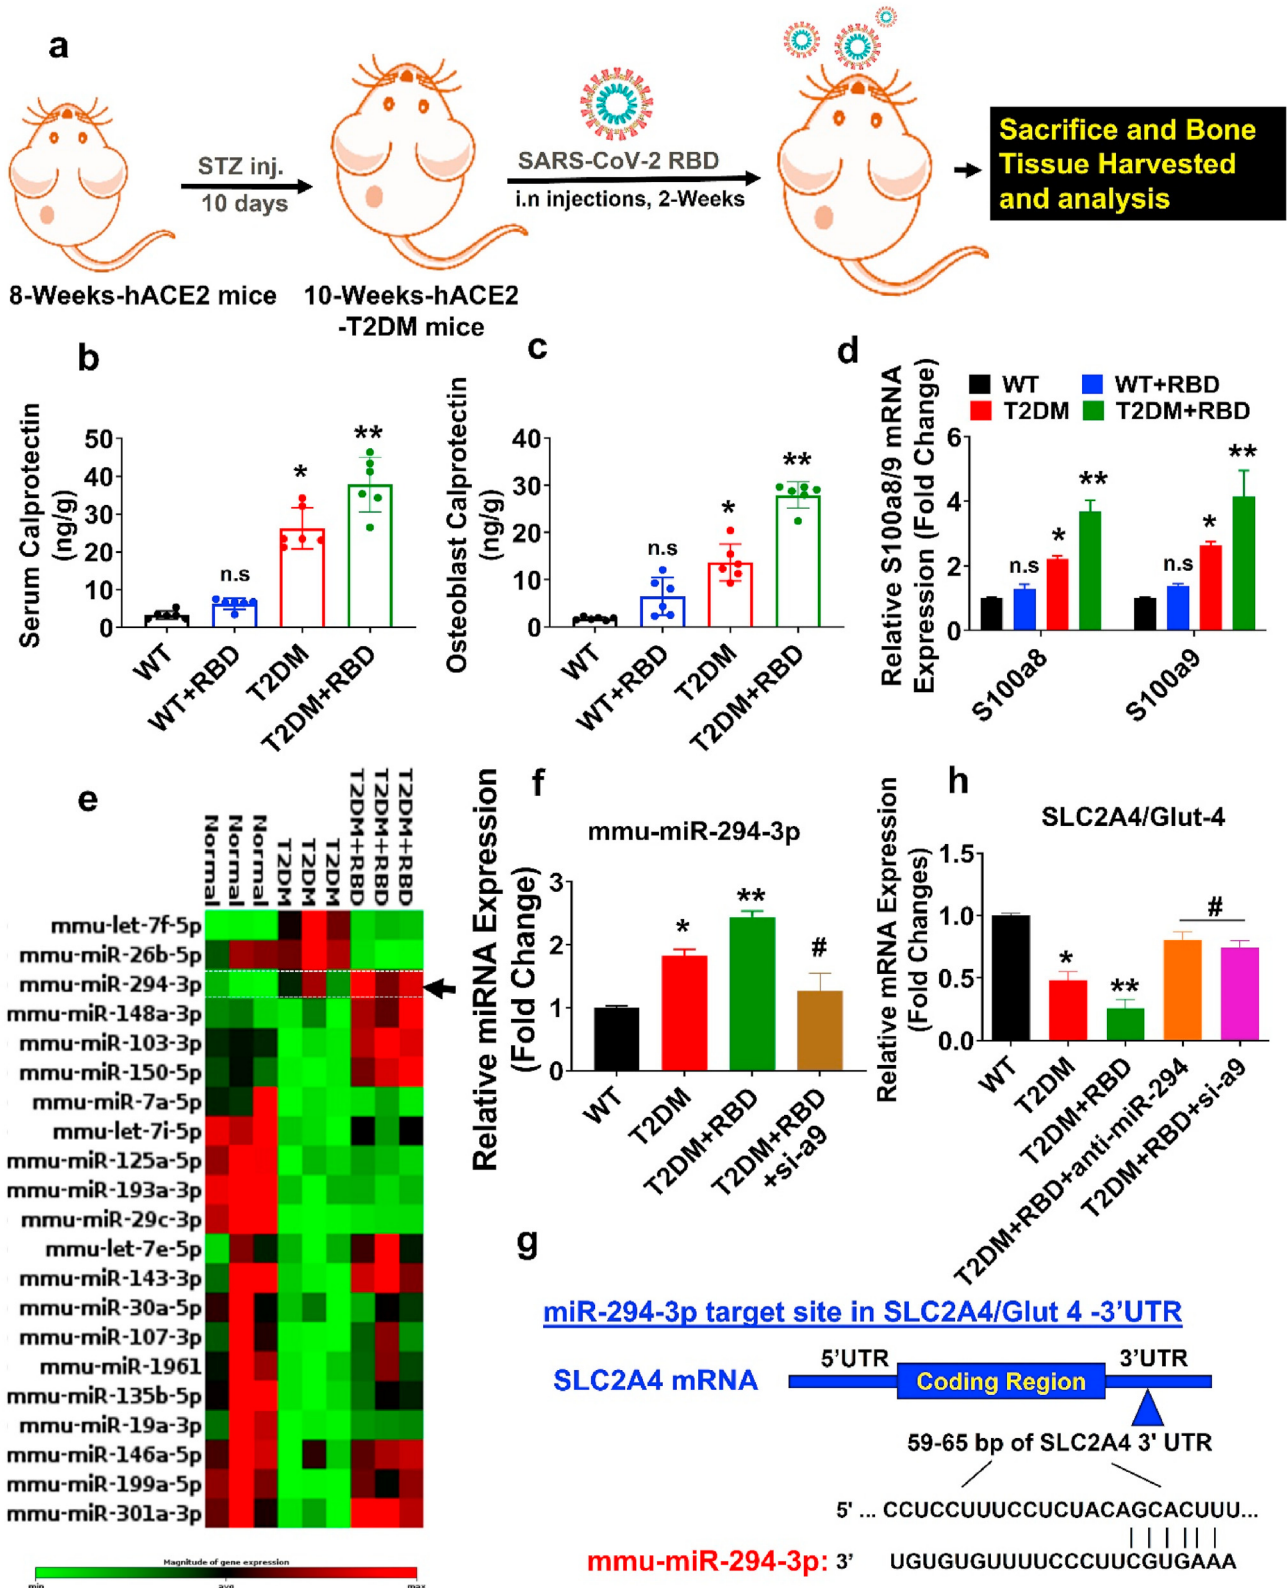 a
STZ inj.
10 days
SARS-CoV-2 RBD
i.n injections, 2-Weeks
Sacrifice and Bone
Tissue Harvested
and analysis
8-Weeks-hACE2 mice
10-Weeks-hACE2
-T2DM mice
b
Serum Calprotectin
(ng/g)
50
40
30
20
10
0
n.s
*
**
WT
WT+RBD
T2DM
T2DM+RBD
c
Osteoblast Calprotectin
(ng/g)
40
30
20
10
0
n.s
*
**
WT
WT+RBD
T2DM
T2DM+RBD
d
Relative S100a8/9 mRNA
Expression (Fold Change)
WT
WT+RBD
T2DM
T2DM+RBD
6
4
2
0
n.s
*
**
n.s
*
**
S100a8
S100a9
e
Normal
Normal
Normal
T2DM
T2DM
T2DM
T2DM+RBD
T2DM+RBD
T2DM+RBD
mmu-let-7f-5p
mmu-miR-26b-5p
mmu-miR-294-3p
mmu-miR-148a-3p
mmu-miR-103-3p
mmu-miR-150-5p
mmu-miR-7a-5p
mmu-let-7i-5p
mmu-miR-125a-5p
mmu-miR-193a-3p
mmu-miR-29c-3p
mmu-let-7e-5p
mmu-miR-143-3p
mmu-miR-30a-5p
mmu-miR-107-3p
mmu-miR-1961
mmu-miR-135b-5p
mmu-miR-19a-3p
mmu-miR-146a-5p
mmu-miR-199a-5p
mmu-miR-301a-3p
Magnitude of gene expression
min
avg
max
f
mmu-miR-294-3p
Relative miRNA Expression
(Fold Change)
3
2
1
0
*
**
#
WT
T2DM
T2DM+RBD
T2DM+RBD
+si-a9
h
SLC2A4/Glut-4
Relative mRNA Expression
(Fold Changes)
1.5
1.0
0.5
0.0
*
**
#
WT
T2DM
T2DM+RBD
T2DM+RBD+anti-miR-294
T2DM+RBD+si-a9
g
miR-294-3p target site in SLC2A4/Glut 4 -3'UTR
SLC2A4 mRNA
5'UTR
Coding Region
3'UTR
59-65 bp of SLC2A4 3' UTR
5' ... CCUCCUUUCCUCUACAGCACUUU...
mmu-miR-294-3p: 3' UGUGUGUUUUCCCUUCGUGAAA